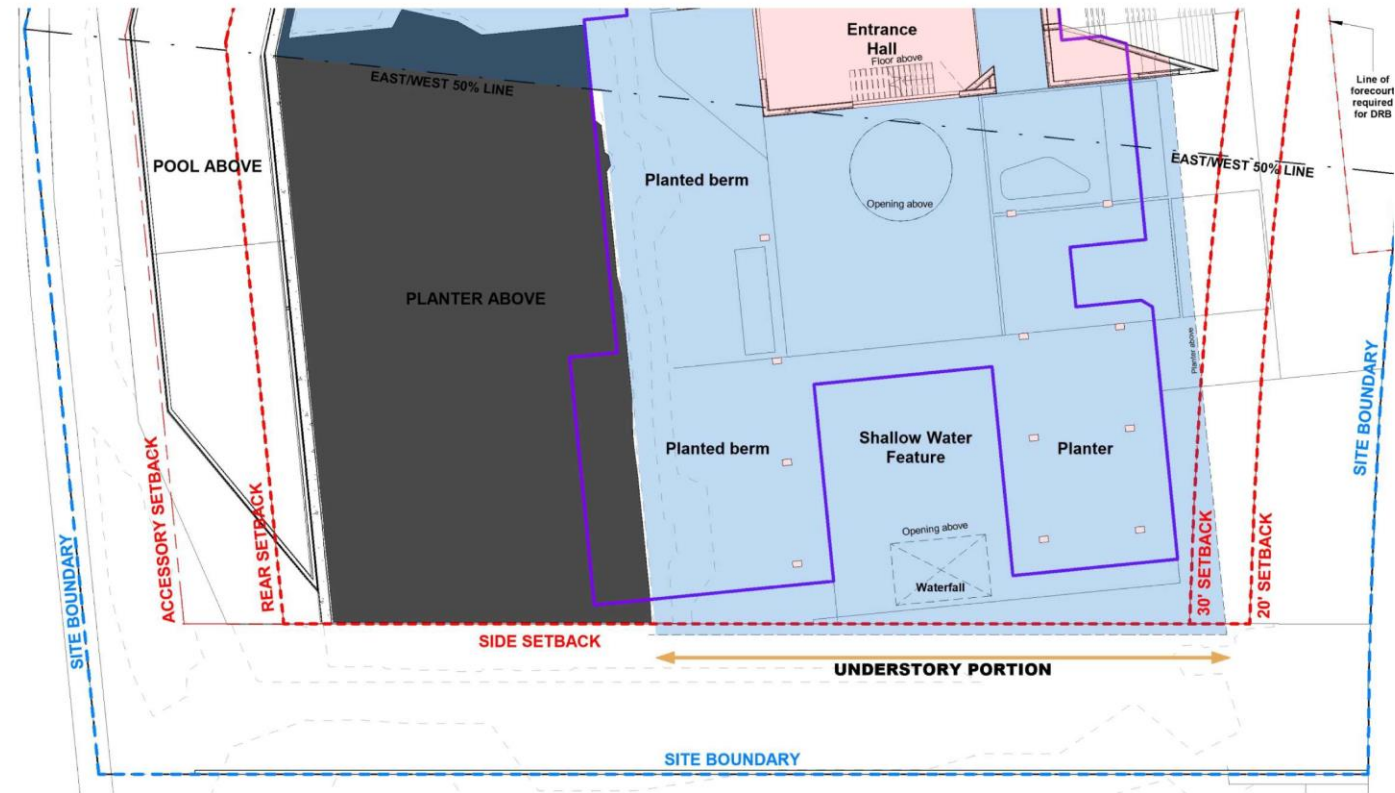 Entrance
Hall
Floor above
EAST/WEST 50% LINE
Line of
forecourt
required
for DRB
POOL ABOVE
EAST/WEST 50% LINE
Planted berm
Opening above
PLANTER ABOVE
Planter above
SITE BOUNDARY
Planted berm
Shallow Water
Feature
Planter
ACCESSORY SETBACK
REAR SETBACK
Opening above
Waterfall
30' SETBACK
20' SETBACK
SITE BOUNDARY
SIDE SETBACK
UNDERSTORY PORTION
SITE BOUNDARY